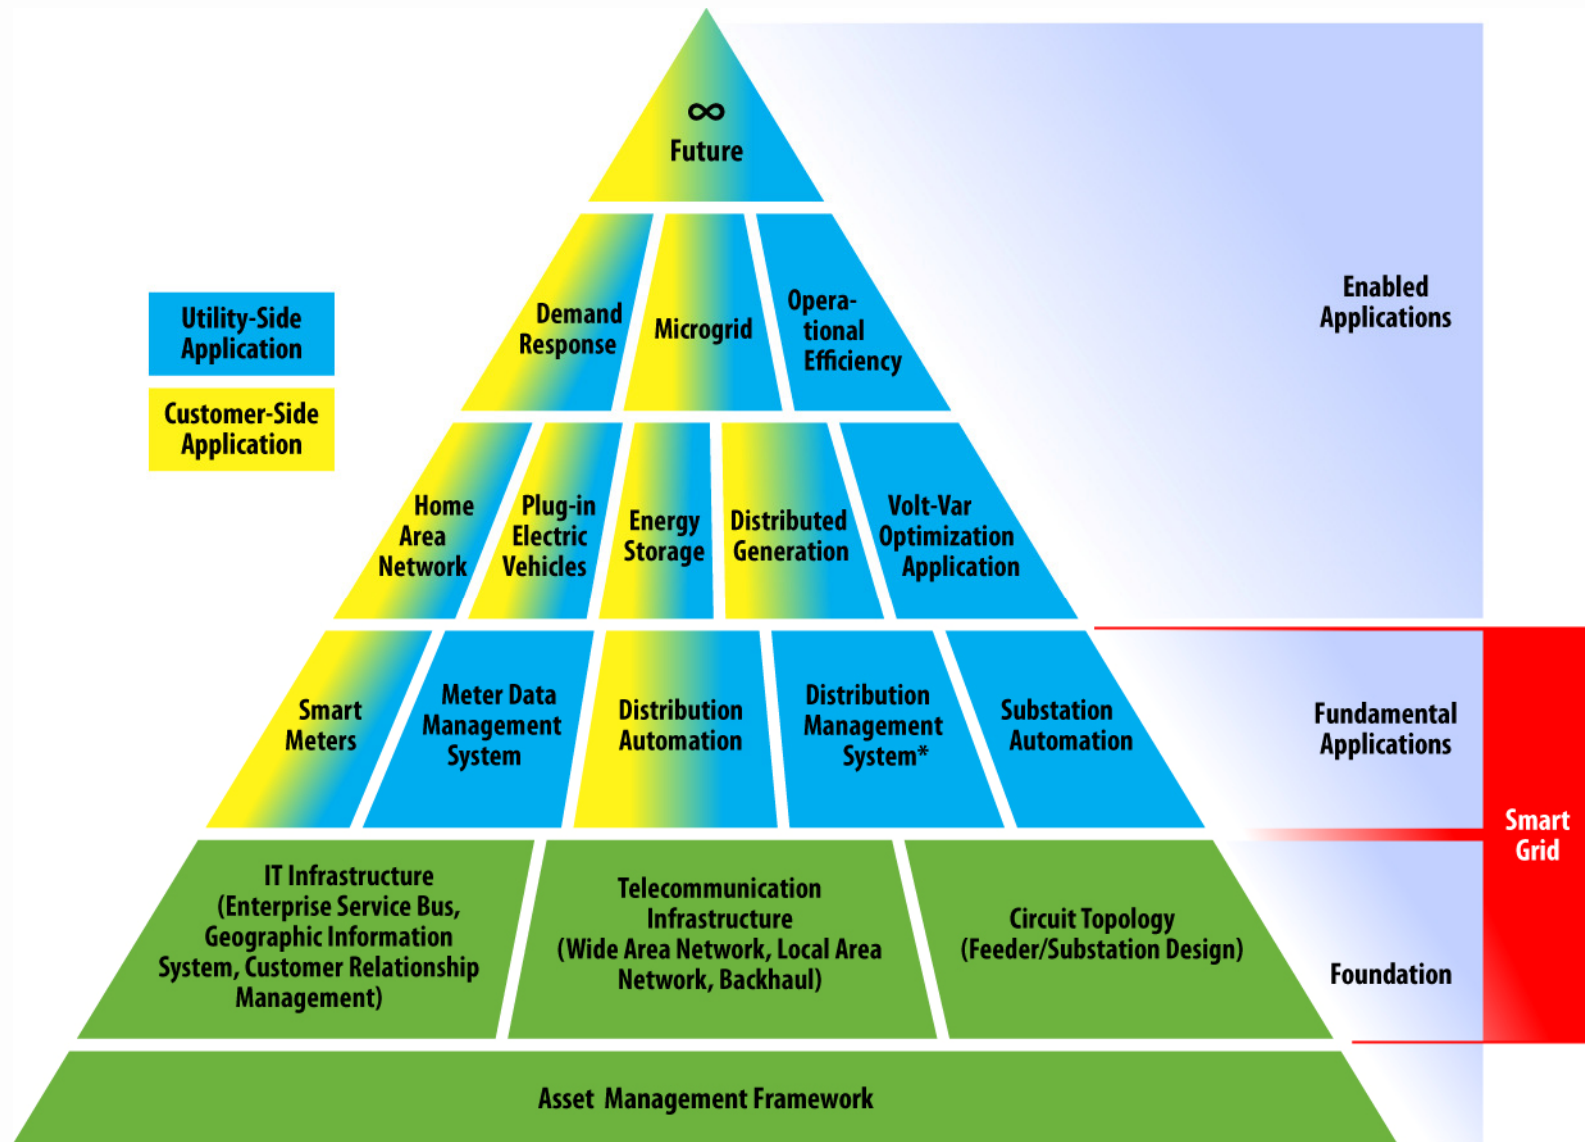 ∞
Future
Demand
Response
Microgrid
Opera-
tional
Efficiency
Enabled
Applications
Utility-Side
Application
Customer-Side
Application
Home
Area
Network
Plug-in
Electric
Vehicles
Energy
Storage
Distributed
Generation
Volt-Var
Optimization
Application
Smart
Meters
Meter Data
Management
System
Distribution
Automation
Distribution
Management
System*
Substation
Automation
Fundamental
Applications
Smart
Grid
IT Infrastructure
(Enterprise Service Bus,
Geographic Information
System, Customer Relationship
Management)
Telecommunication
Infrastructure
(Wide Area Network, Local Area
Network, Backhaul)
Circuit Topology
(Feeder/Substation Design)
Foundation
Asset Management Framework